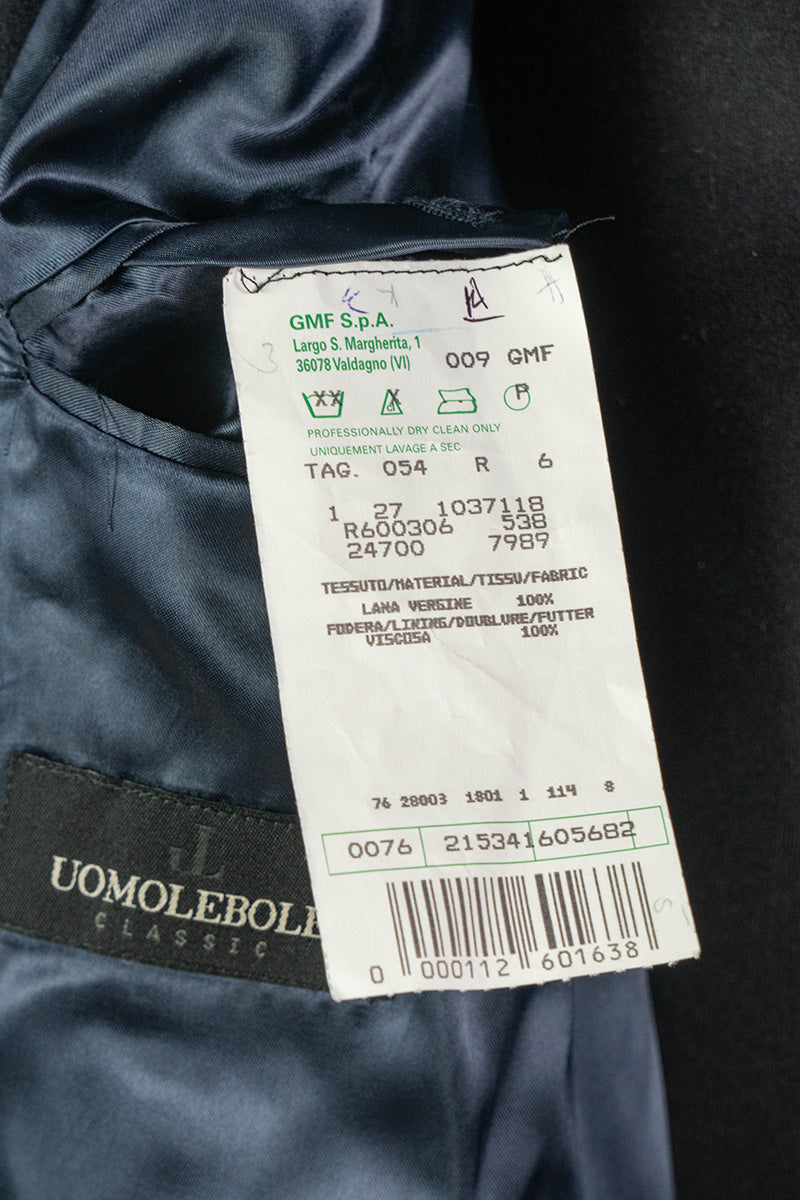 GMF S.p.A.
Largo S. Margherita, 1
36078 Valdagno (VI)
009 GMF
PROFESSIONALLY DRY CLEAN ONLY
UNIQUEMENT LAVAGE A SEC
TAG. 054 R 6
1 27 1037118
R600306 538
24700 7989
TESSUTO/MATERIAL/TISSU/FABRIC
LANA VERGINE 100%
FODERA/LINING/DOUBLURE/FUTTER
VISCOSA 100%
76 28003 1801 1 114 8
0076 215341605682
0 000112 601638
UOMOLEBOLE
CLASSIC